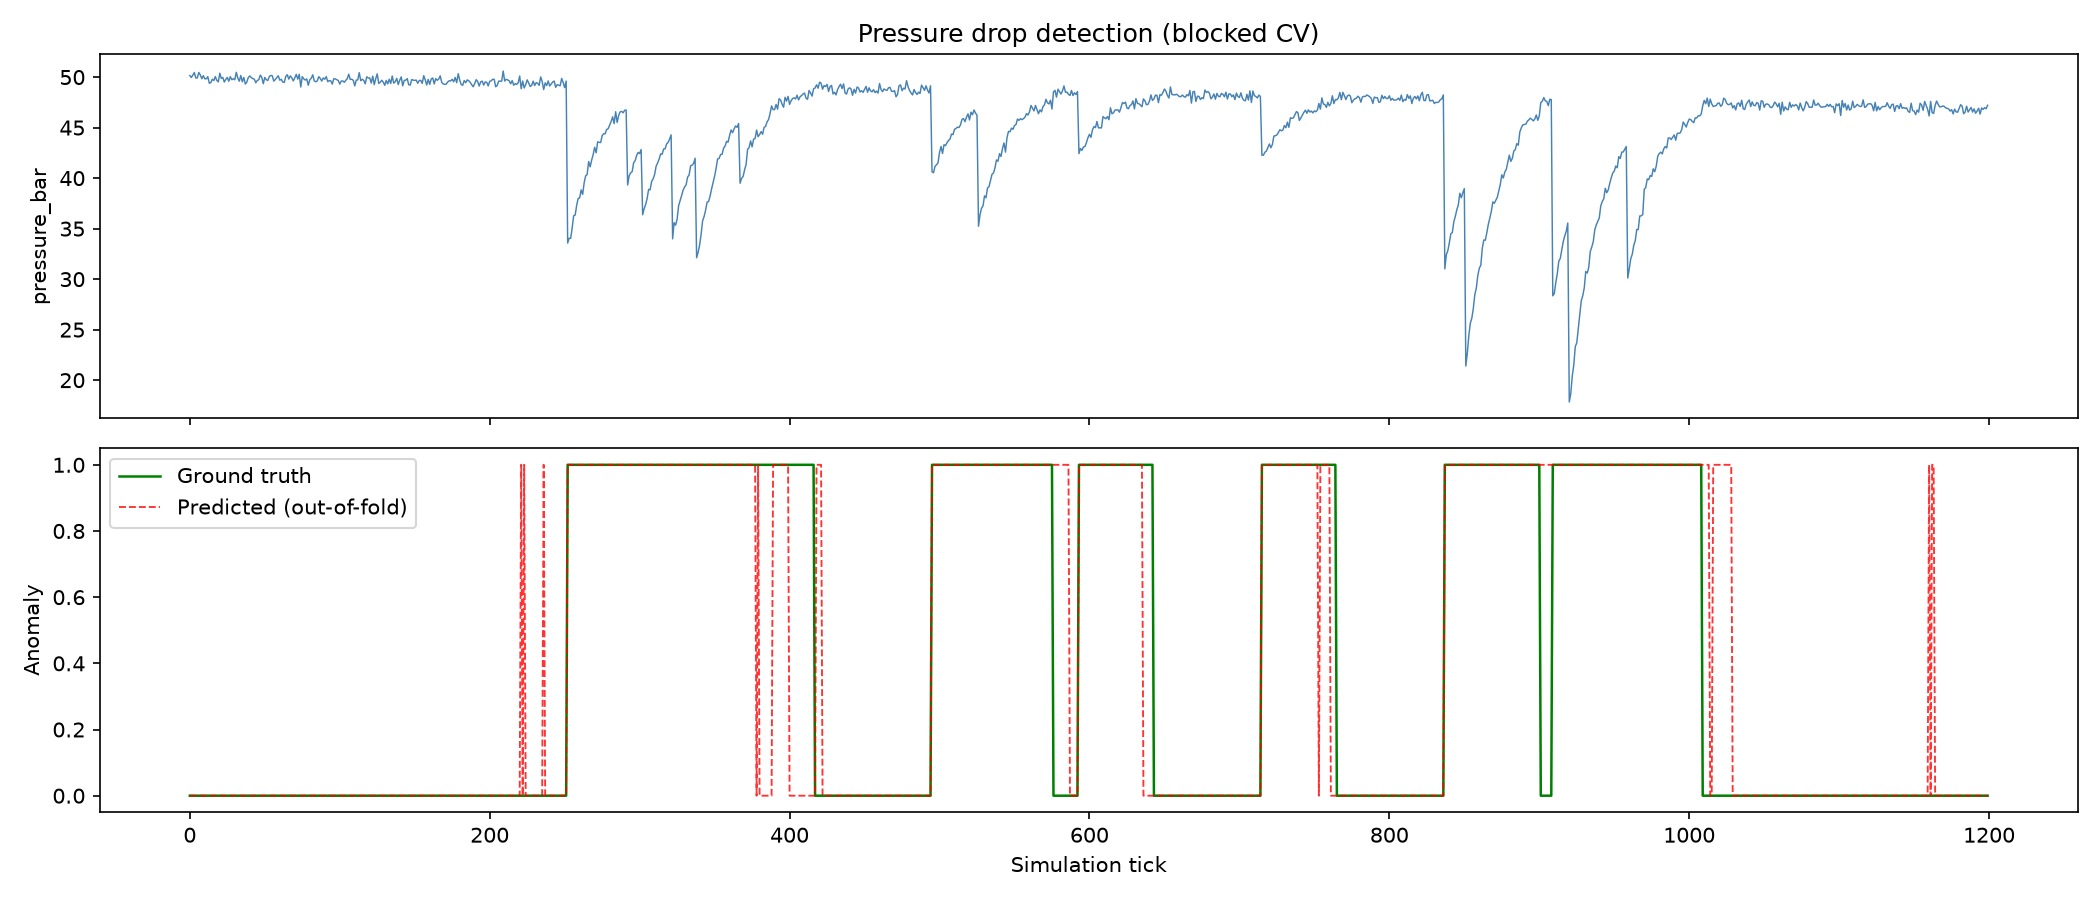 Pressure drop detection (blocked CV)
50
45
40
35
30
25
20
pressure_bar
1.0
0.8
0.6
0.4
0.2
0.0
Anomaly
Ground truth
Predicted (out-of-fold)
0 200 400 600 800 1000 1200
Simulation tick